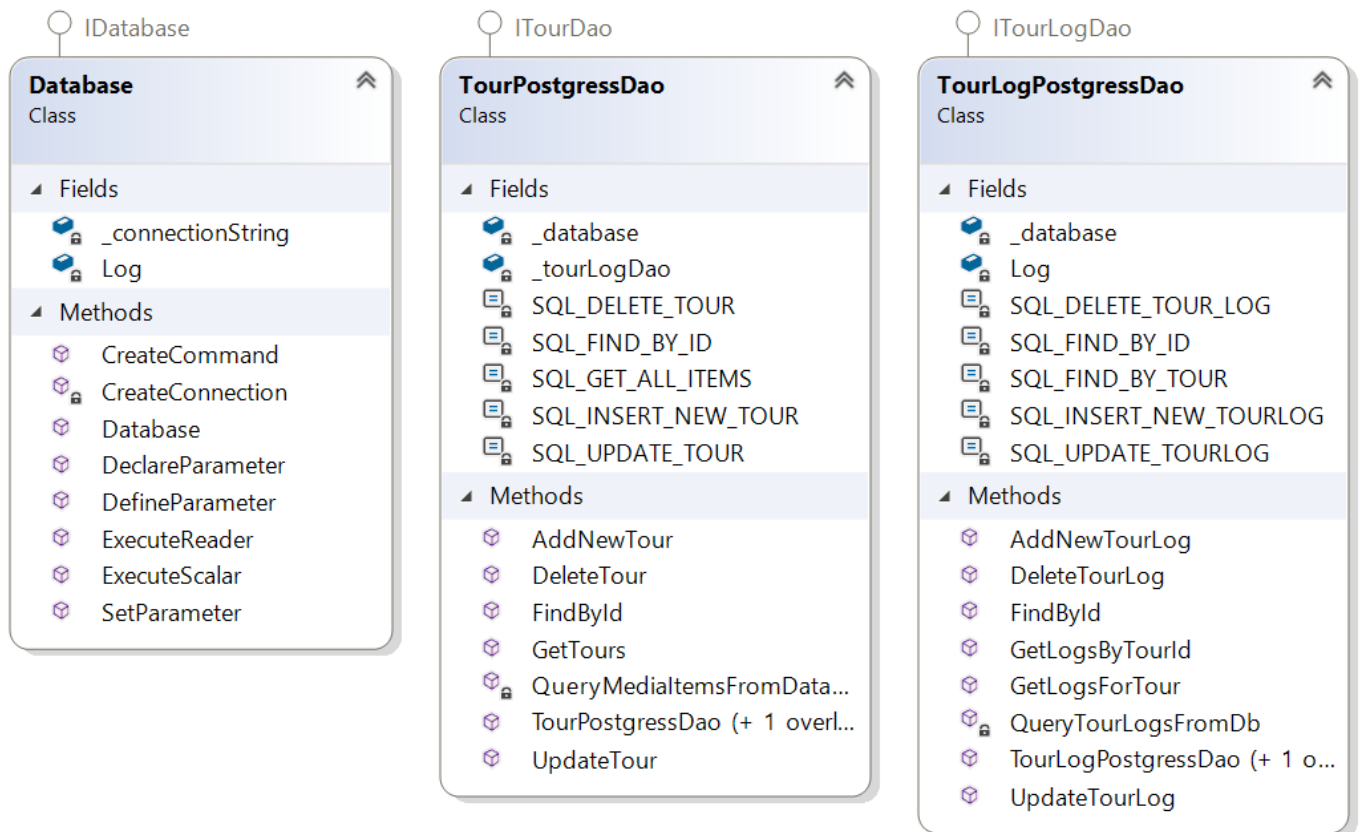 IDatabase
Database
Class
Fields
_connectionString
Log
Methods
CreateCommand
CreateConnection
Database
DeclareParameter
DefineParameter
ExecuteReader
ExecuteScalar
SetParameter
ITourDao
TourPostgressDao
Class
Fields
_database
_tourLogDao
SQL_DELETE_TOUR
SQL_FIND_BY_ID
SQL_GET_ALL_ITEMS
SQL_INSERT_NEW_TOUR
SQL_UPDATE_TOUR
Methods
AddNewTour
DeleteTour
FindById
GetTours
QueryMediaItemsFromData...
TourPostgressDao (+ 1 overl...
UpdateTour
ITourLogDao
TourLogPostgressDao
Class
Fields
_database
Log
SQL_DELETE_TOUR_LOG
SQL_FIND_BY_ID
SQL_FIND_BY_TOUR
SQL_INSERT_NEW_TOURLOG
SQL_UPDATE_TOURLOG
Methods
AddNewTourLog
DeleteTourLog
FindById
GetLogsByTourId
GetLogsForTour
QueryTourLogsFromDb
TourLogPostgressDao (+ 1 o...
UpdateTourLog